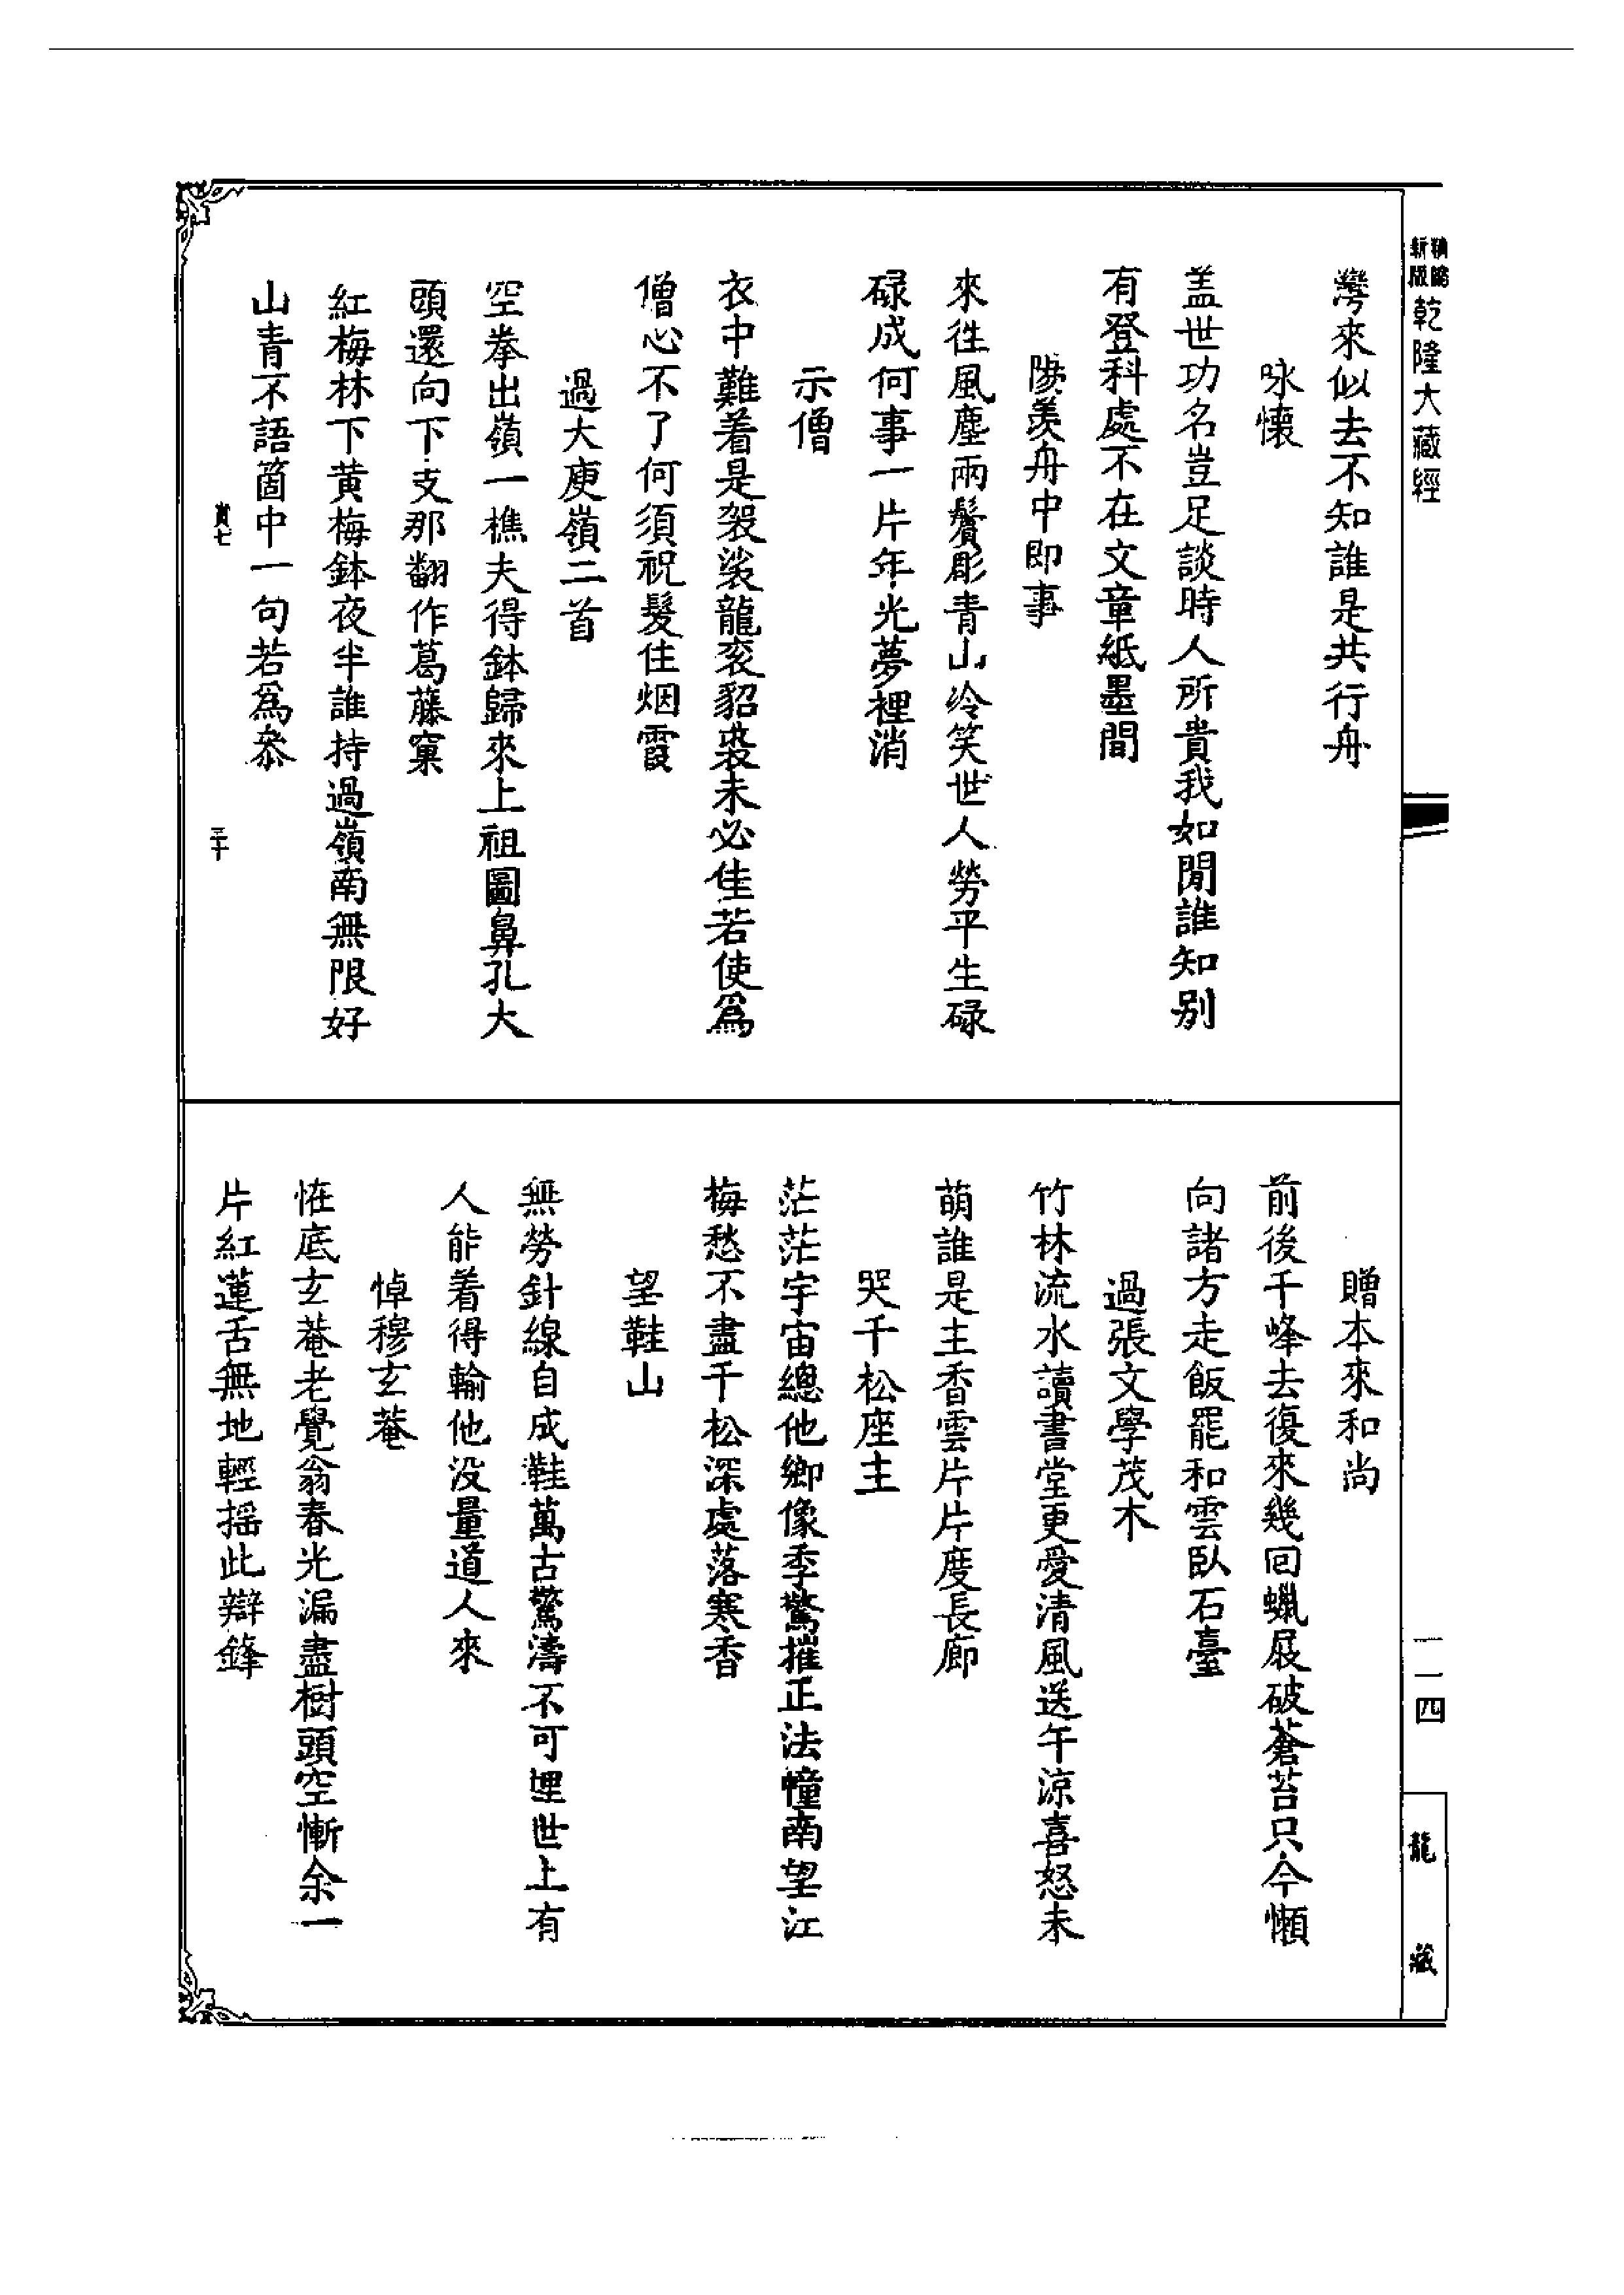 新版
精縮
乾隆大藏經
灣來似去不知誰是共行舟
咏懷
盖世功名豈足談時人所貴我如閒誰知别
有登科處不在文章紙墨間
陽羨舟中即事
來徃風塵兩鬢彫青山冷笑世人勞平生碌
碌成何事一片年光夢裡消
示僧
衣中難着是袈裟龍衮貂裘未必佳若使爲
僧心不了何須祝髮住烟霞
過大庾嶺二首
空拳出嶺一樵夫得鉢歸來上祖圖鼻孔大
頭還向下支那翻作葛藤窠
紅梅林下黄梅鉢夜半誰持過嶺南無限好
山青不語箇中一句若爲叅
賞七
三十
贈本來和尚
前後千峰去復來幾回蠟屐破蒼苔只今懶
向諸方走飯罷和雲臥石臺
過張文學茂木
竹林流水讀書堂更愛清風送午涼喜怒未
萌誰是主香雲片片度長廊
哭千松座主
茫茫宇宙總他鄉像季驚摧正法幢南望江
梅愁不盡千松深處落寒香
望鞋山
無勞針線自成鞋萬古驚濤不可埋世上有
人能着得輸他没量道人來
悼穆玄菴
恠底玄菴老覺翁春光漏盡樹頭空慚余一
片紅蓮舌無地輕摇此辯鋒
一一四
龍藏